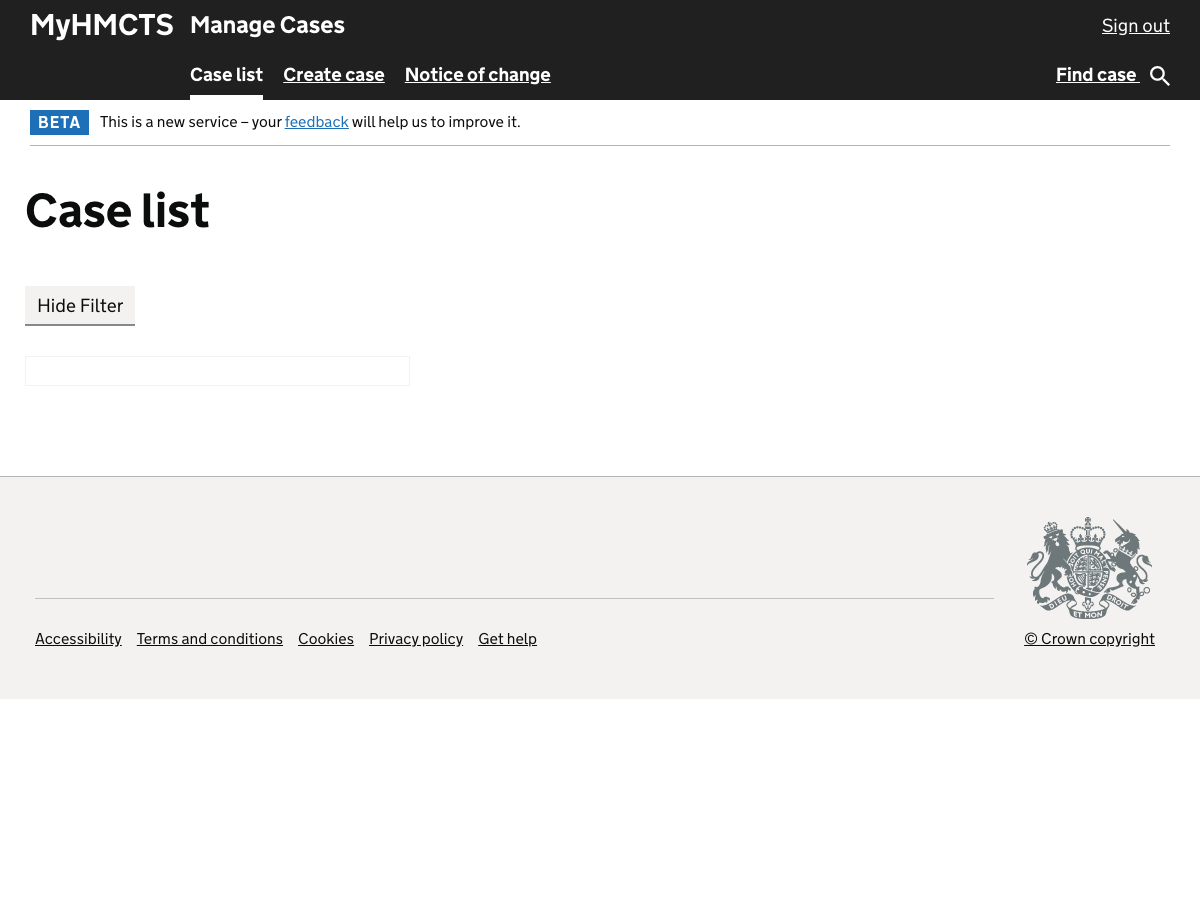 MyHMCTS Manage Cases Sign out
Case list Create case Notice of change Find case
BETA This is a new service – your feedback will help us to improve it.
Case list
Hide Filter
DIEU ET MON DROIT
Accessibility Terms and conditions Cookies Privacy policy Get help © Crown copyright